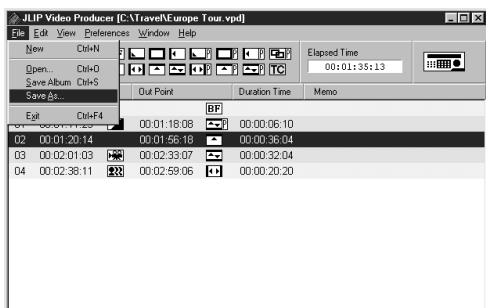 JLIP Video Producer [C:\Travel\Europe Tour.vpd]
File Edit View Preferences Window Help
New Ctrl+N
Open... Ctrl+O
Save Album Ctrl+S
Save As...
Exit Ctrl+F4
P P P P
P P P TC
Elapsed Time
00:01:35:13
Out Point Duration Time Memo
BF
00:01:18:08 P 00:00:06:10
02 00:01:20:14 00:01:56:18 00:00:36:04
03 00:02:01:03 00:02:33:07 00:00:32:04
04 00:02:38:11 00:02:59:06 00:00:20:20